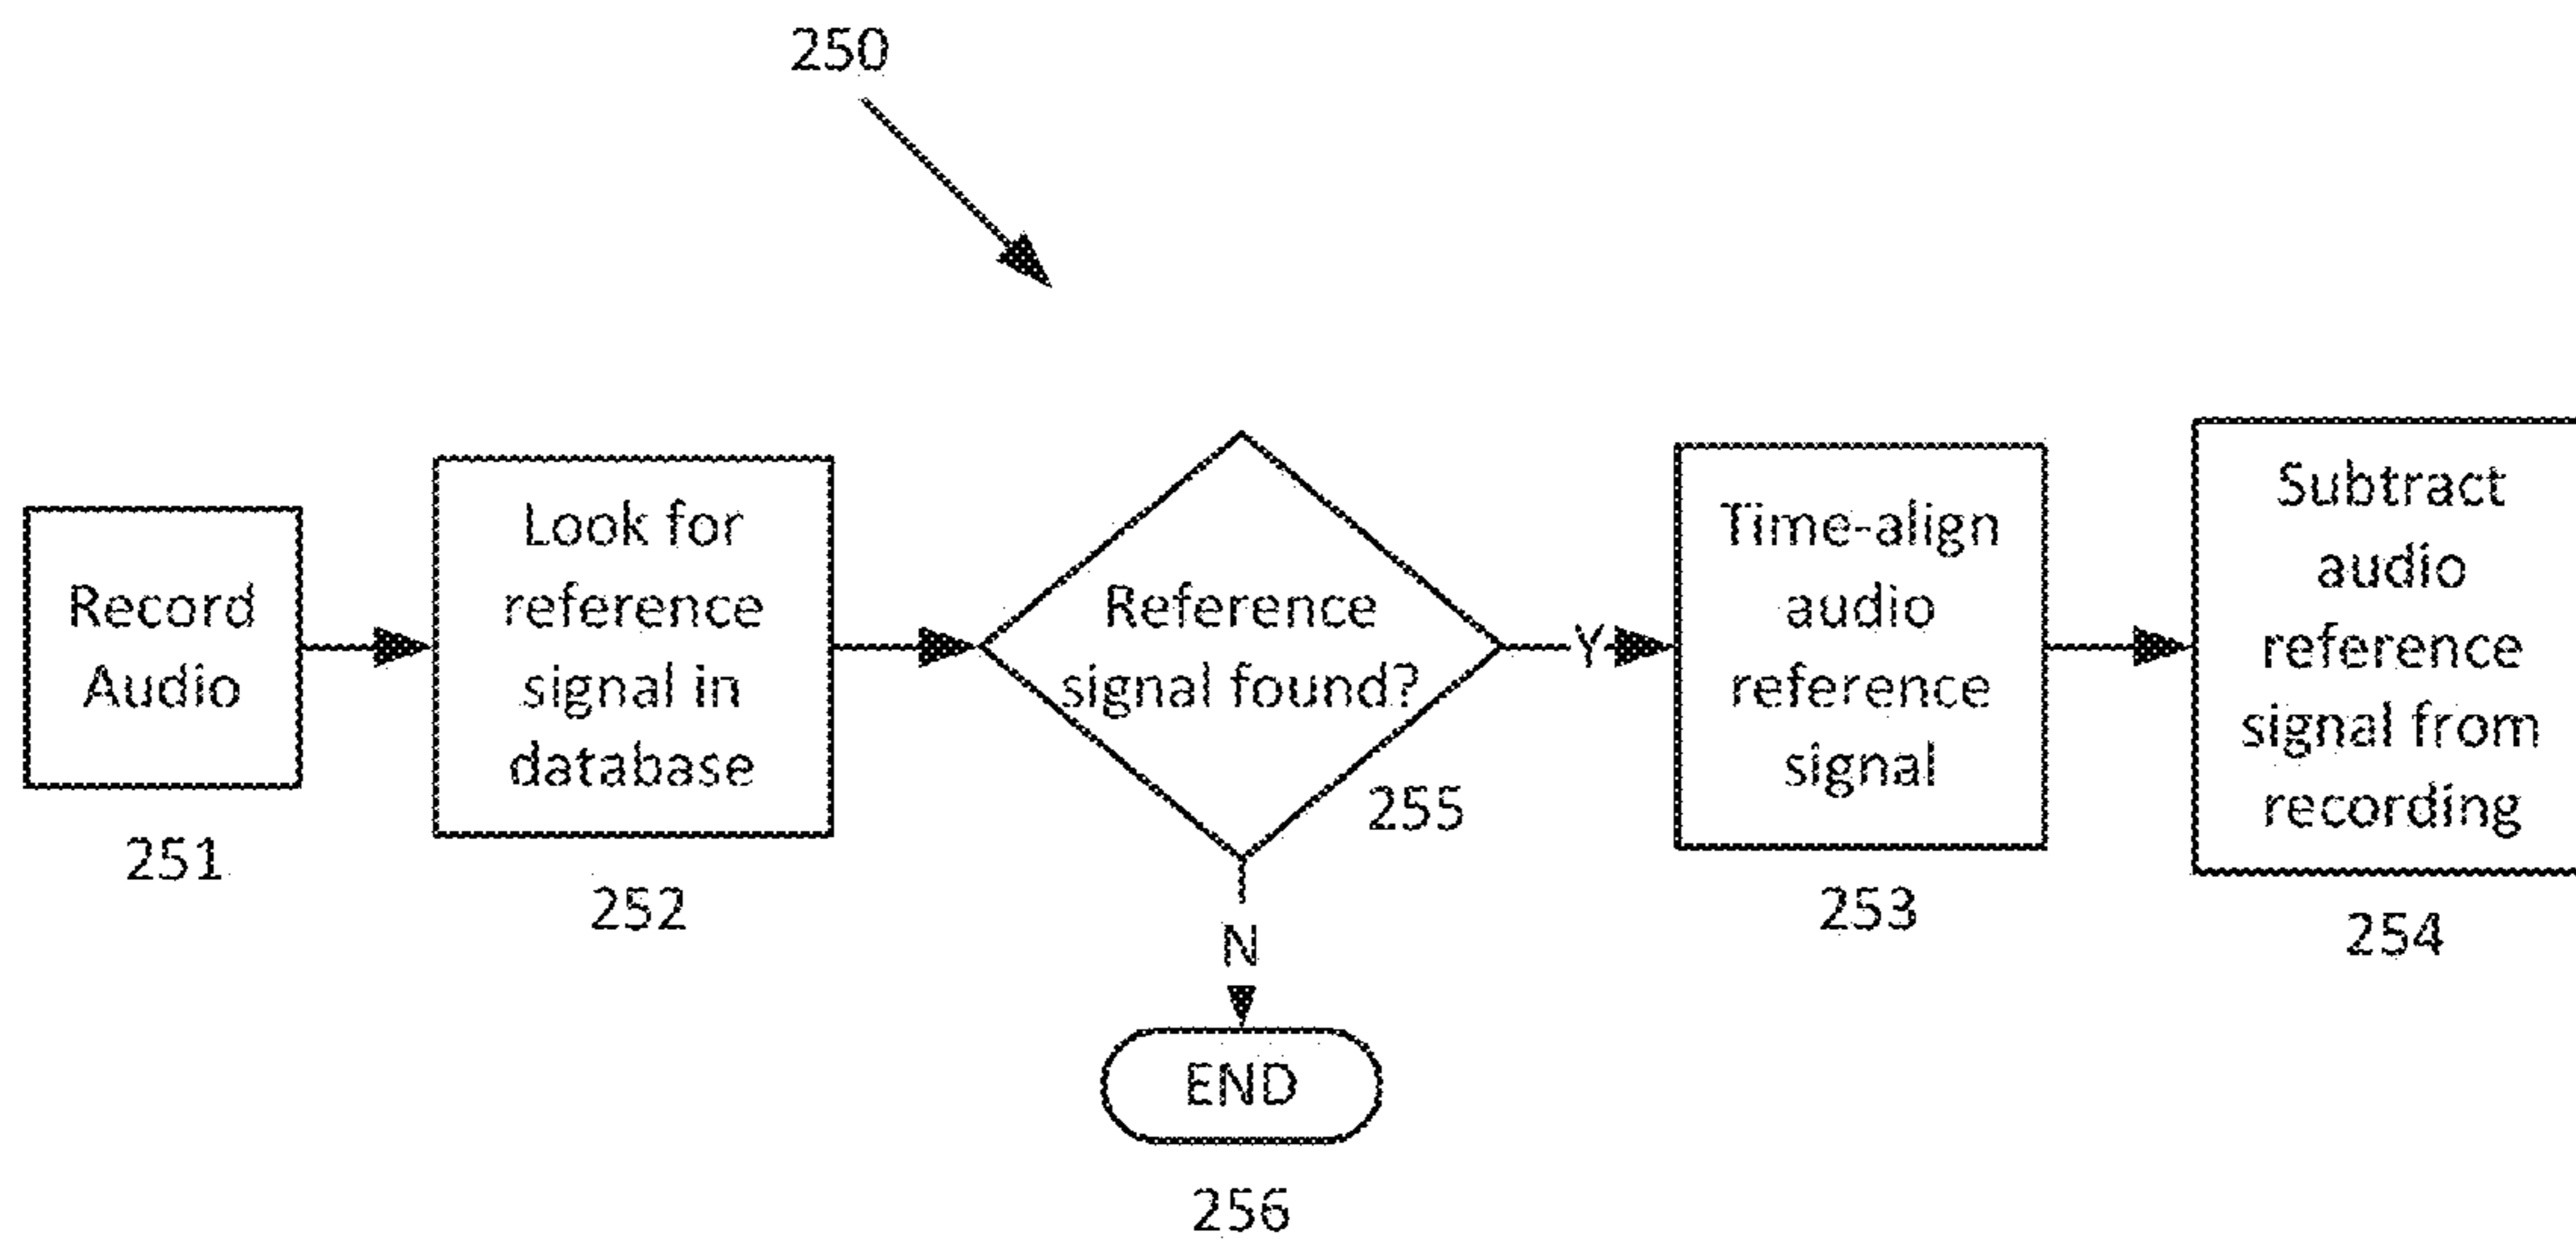 250
Record
Audio
251
Look for
reference
signal in
database
252
Reference
signal found?
255
Y
N
END
256
Time-align
audio
reference
signal
253
Subtract
audio
reference
signal from
recording
254